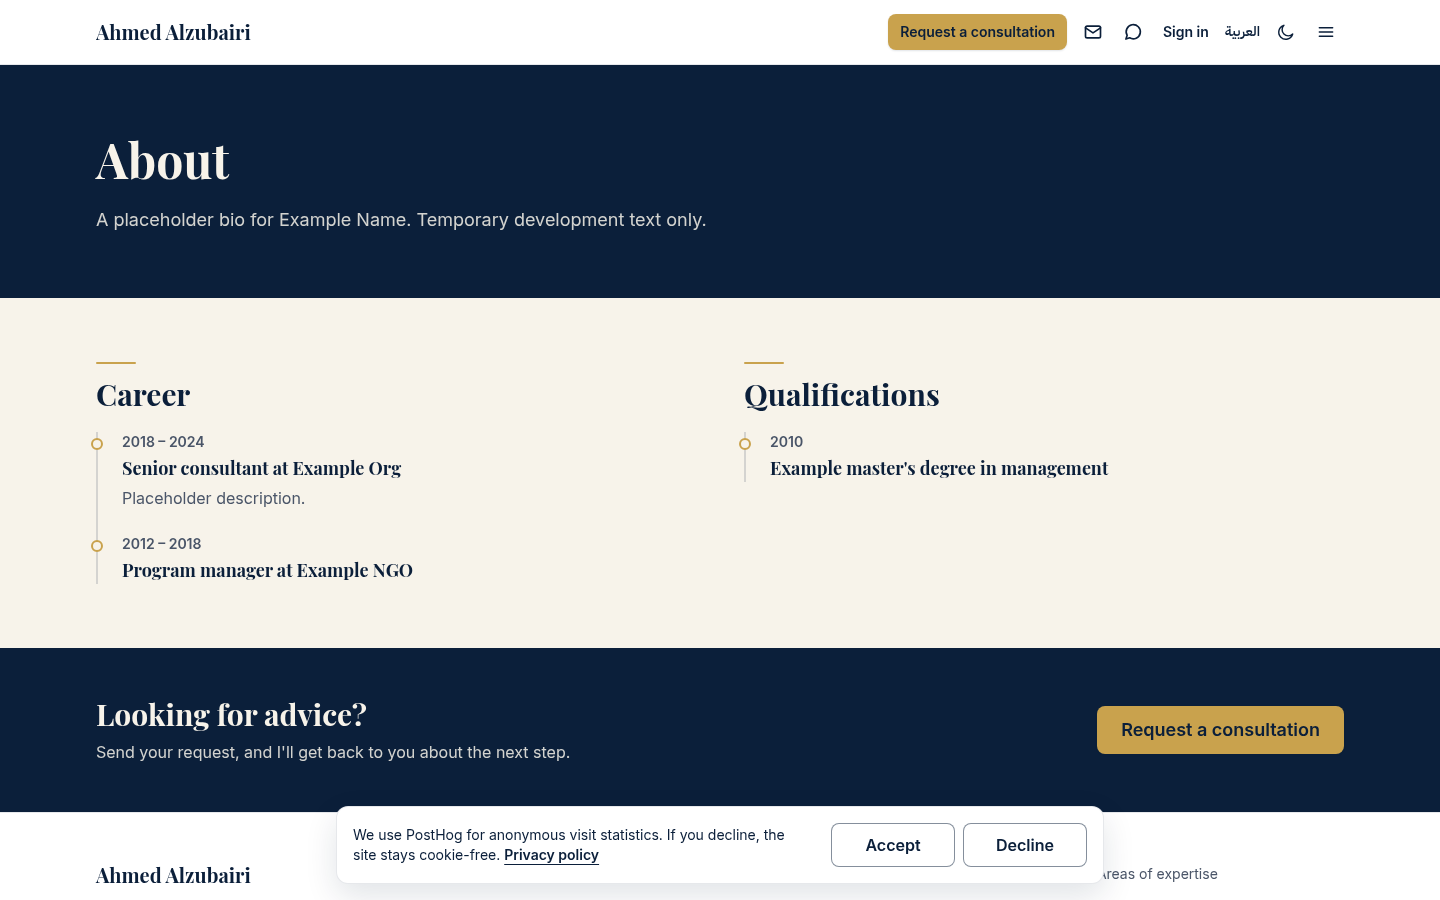 Ahmed Alzubairi
Request a consultation
Sign in
العربية
About
A placeholder bio for Example Name. Temporary development text only.
Career
2018 – 2024
Senior consultant at Example Org
Placeholder description.
2012 – 2018
Program manager at Example NGO
Qualifications
2010
Example master's degree in management
Looking for advice?
Send your request, and I'll get back to you about the next step.
Request a consultation
We use PostHog for anonymous visit statistics. If you decline, the
site stays cookie-free. Privacy policy
Accept
Decline
Ahmed Alzubairi
Areas of expertise